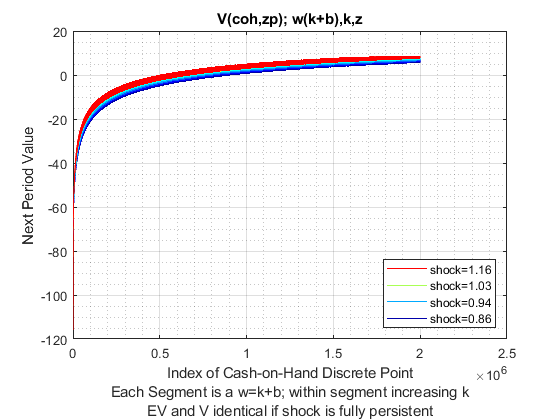 V(coh,zp); w(k+b),k,z
20
0
-20
-40
-60
-80
-100
-120
Next Period Value
shock=1.16
shock=1.03
shock=0.94
shock=0.86
0 0.5 1 1.5 2 2.5
Index of Cash-on-Hand Discrete Point ×10⁶
Each Segment is a w=k+b; within segment increasing k
EV and V identical if shock is fully persistent